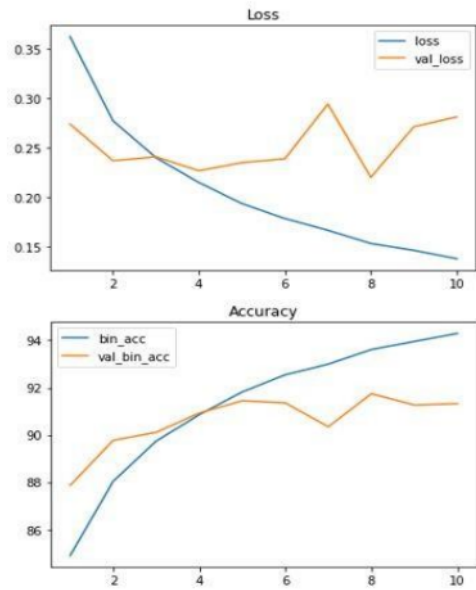 Loss
0.35
0.30
0.25
0.20
0.15
loss
val_loss
2 4 6 8 10
Accuracy
94
92
90
88
86
bin_acc
val_bin_acc
2 4 6 8 10